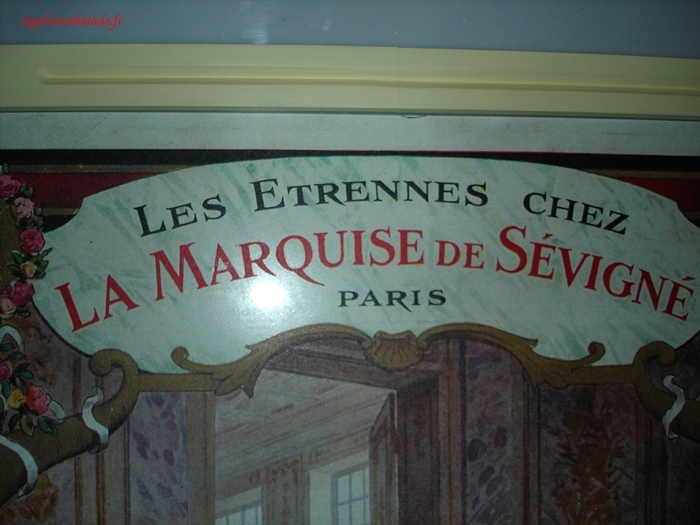 LES ETRENNES CHEZ
LA MARQUISE DE SÉVIGNÉ
PARIS